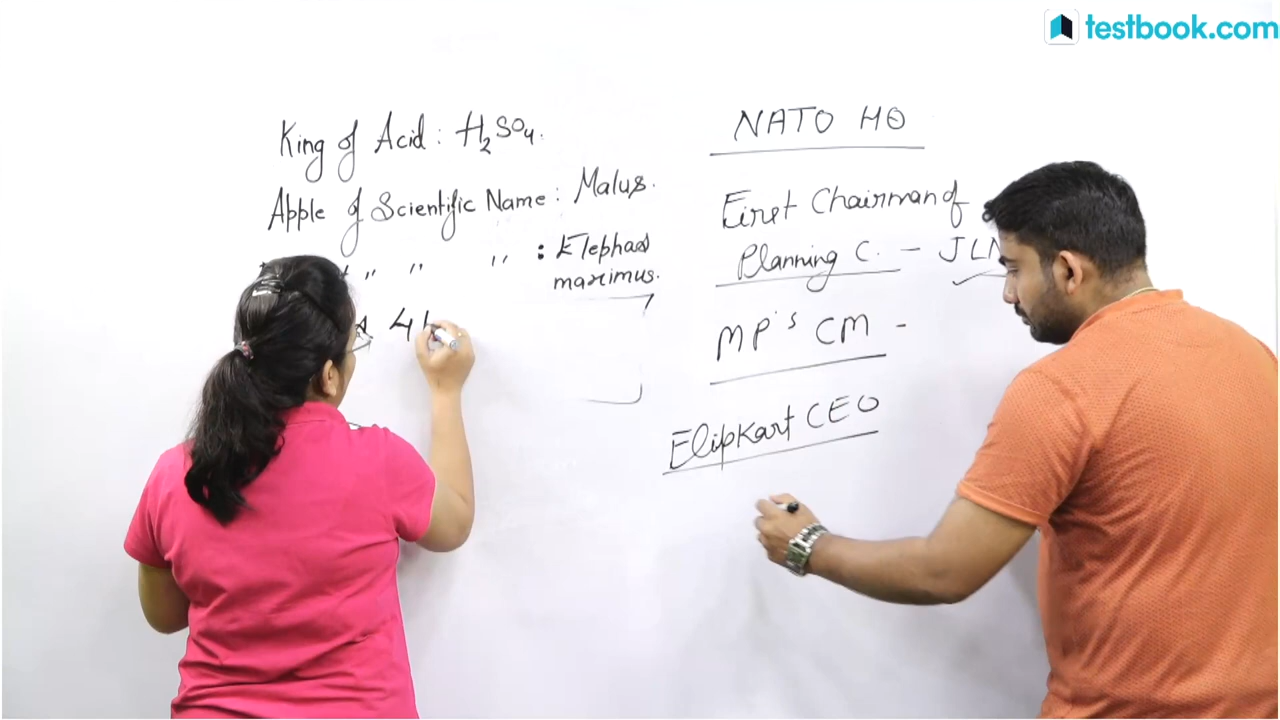 testbook.com
King of Acid : H2SO4.
Apple of Scientific Name : Malus.
" " " : Elephas
maximus.
4
NATO HQ
First Chairman of
Planning C. - JLN
MP's CM -
Flipkart CEO